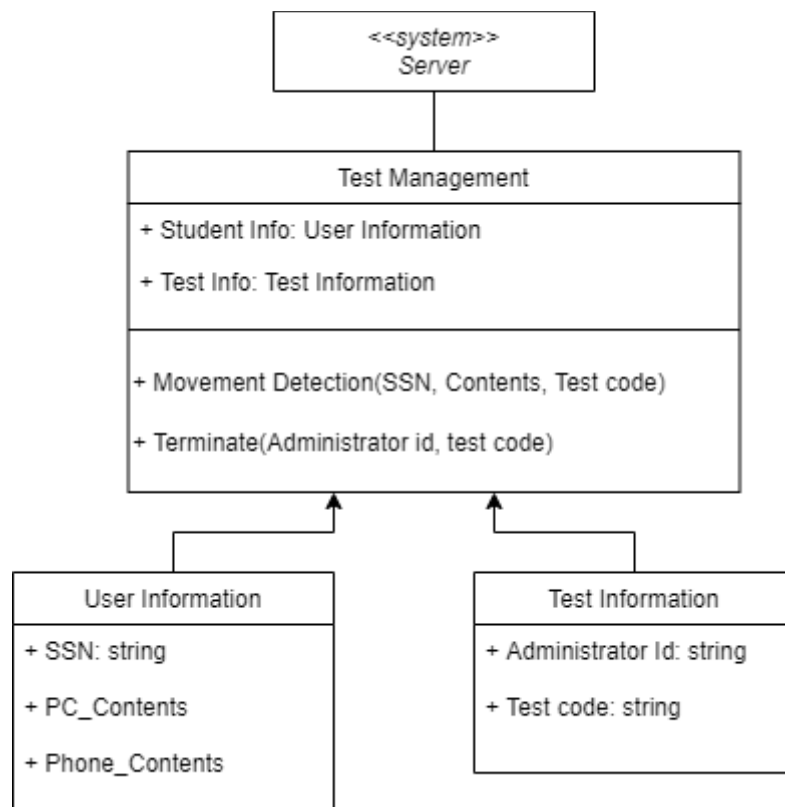 <<system>>
Server
Test Management
+ Student Info: User Information
+ Test Info: Test Information
+ Movement Detection(SSN, Contents, Test code)
+ Terminate(Administrator id, test code)
User Information
+ SSN: string
+ PC_Contents
+ Phone_Contents
Test Information
+ Administrator Id: string
+ Test code: string